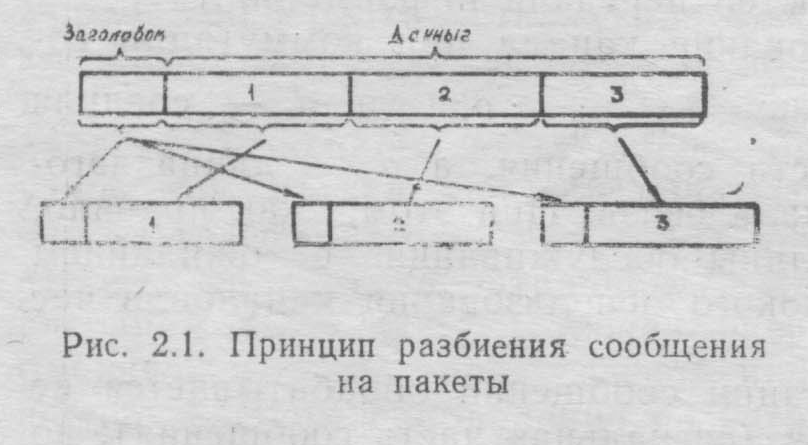 Заголовок Данные
1 2 3
1 2 3
Рис. 2.1. Принцип разбиения сообщения
на пакеты